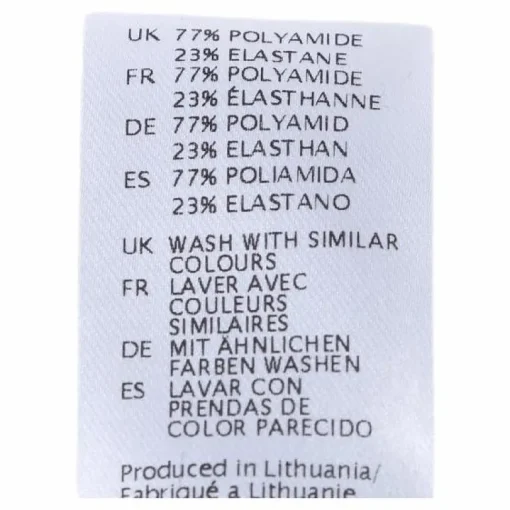 UK 77% POLYAMIDE
23% ELASTANE
FR 77% POLYAMIDE
23% ÉLASTHANNE
DE 77% POLYAMID
23% ELASTHAN
ES 77% POLIAMIDA
23% ELASTANO
UK WASH WITH SIMILAR
COLOURS
FR LAVER AVEC
COULEURS
SIMILAIRES
DE MIT ÄHNLICHEN
FARBEN WASHEN
ES LAVAR CON
PRENDAS DE
COLOR PARECIDO
Produced in Lithuania/
Fabriqué a Lithuanie